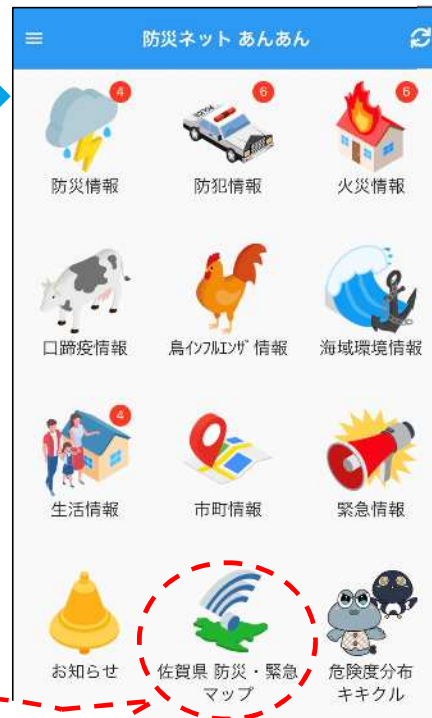 防災ネット あんあん
4
6
6
防災情報
防犯情報
火災情報
口蹄疫情報
鳥インフルエンザ情報
海域環境情報
4
生活情報
市町情報
緊急情報
お知らせ
佐賀県 防災・緊急
マップ
危険度分布
キキクル